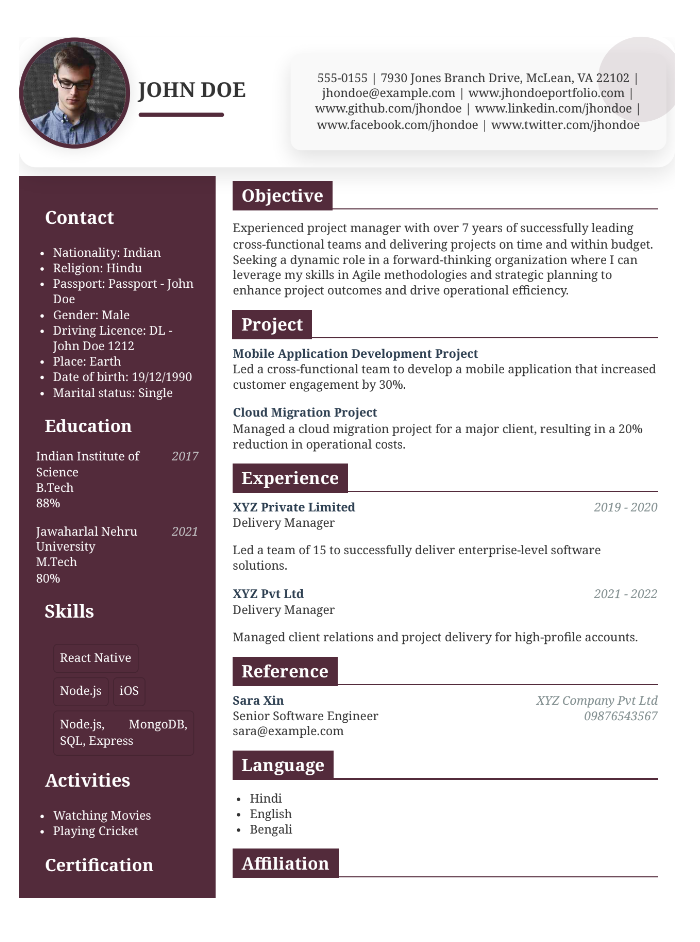 JOHN DOE
555-0155 | 7930 Jones Branch Drive, McLean, VA 22102 |
jhondoe@example.com | www.jhondoeportfolio.com |
www.github.com/jhondoe | www.linkedin.com/jhondoe |
www.facebook.com/jhondoe | www.twitter.com/jhondoe
Contact
• Nationality: Indian
• Religion: Hindu
• Passport: Passport - John
Doe
• Gender: Male
• Driving Licence: DL -
John Doe 1212
• Place: Earth
• Date of birth: 19/12/1990
• Marital status: Single
Education
Indian Institute of 2017
Science
B.Tech
88%
Jawaharlal Nehru 2021
University
M.Tech
80%
Skills
React Native
Node.js iOS
Node.js, MongoDB,
SQL, Express
Activities
• Watching Movies
• Playing Cricket
Certification
Objective
Experienced project manager with over 7 years of successfully leading
cross-functional teams and delivering projects on time and within budget.
Seeking a dynamic role in a forward-thinking organization where I can
leverage my skills in Agile methodologies and strategic planning to
enhance project outcomes and drive operational efficiency.
Project
Mobile Application Development Project
Led a cross-functional team to develop a mobile application that increased
customer engagement by 30%.
Cloud Migration Project
Managed a cloud migration project for a major client, resulting in a 20%
reduction in operational costs.
Experience
XYZ Private Limited 2019 - 2020
Delivery Manager
Led a team of 15 to successfully deliver enterprise-level software
solutions.
XYZ Pvt Ltd 2021 - 2022
Delivery Manager
Managed client relations and project delivery for high-profile accounts.
Reference
Sara Xin XYZ Company Pvt Ltd
Senior Software Engineer 09876543567
sara@example.com
Language
• Hindi
• English
• Bengali
Affiliation